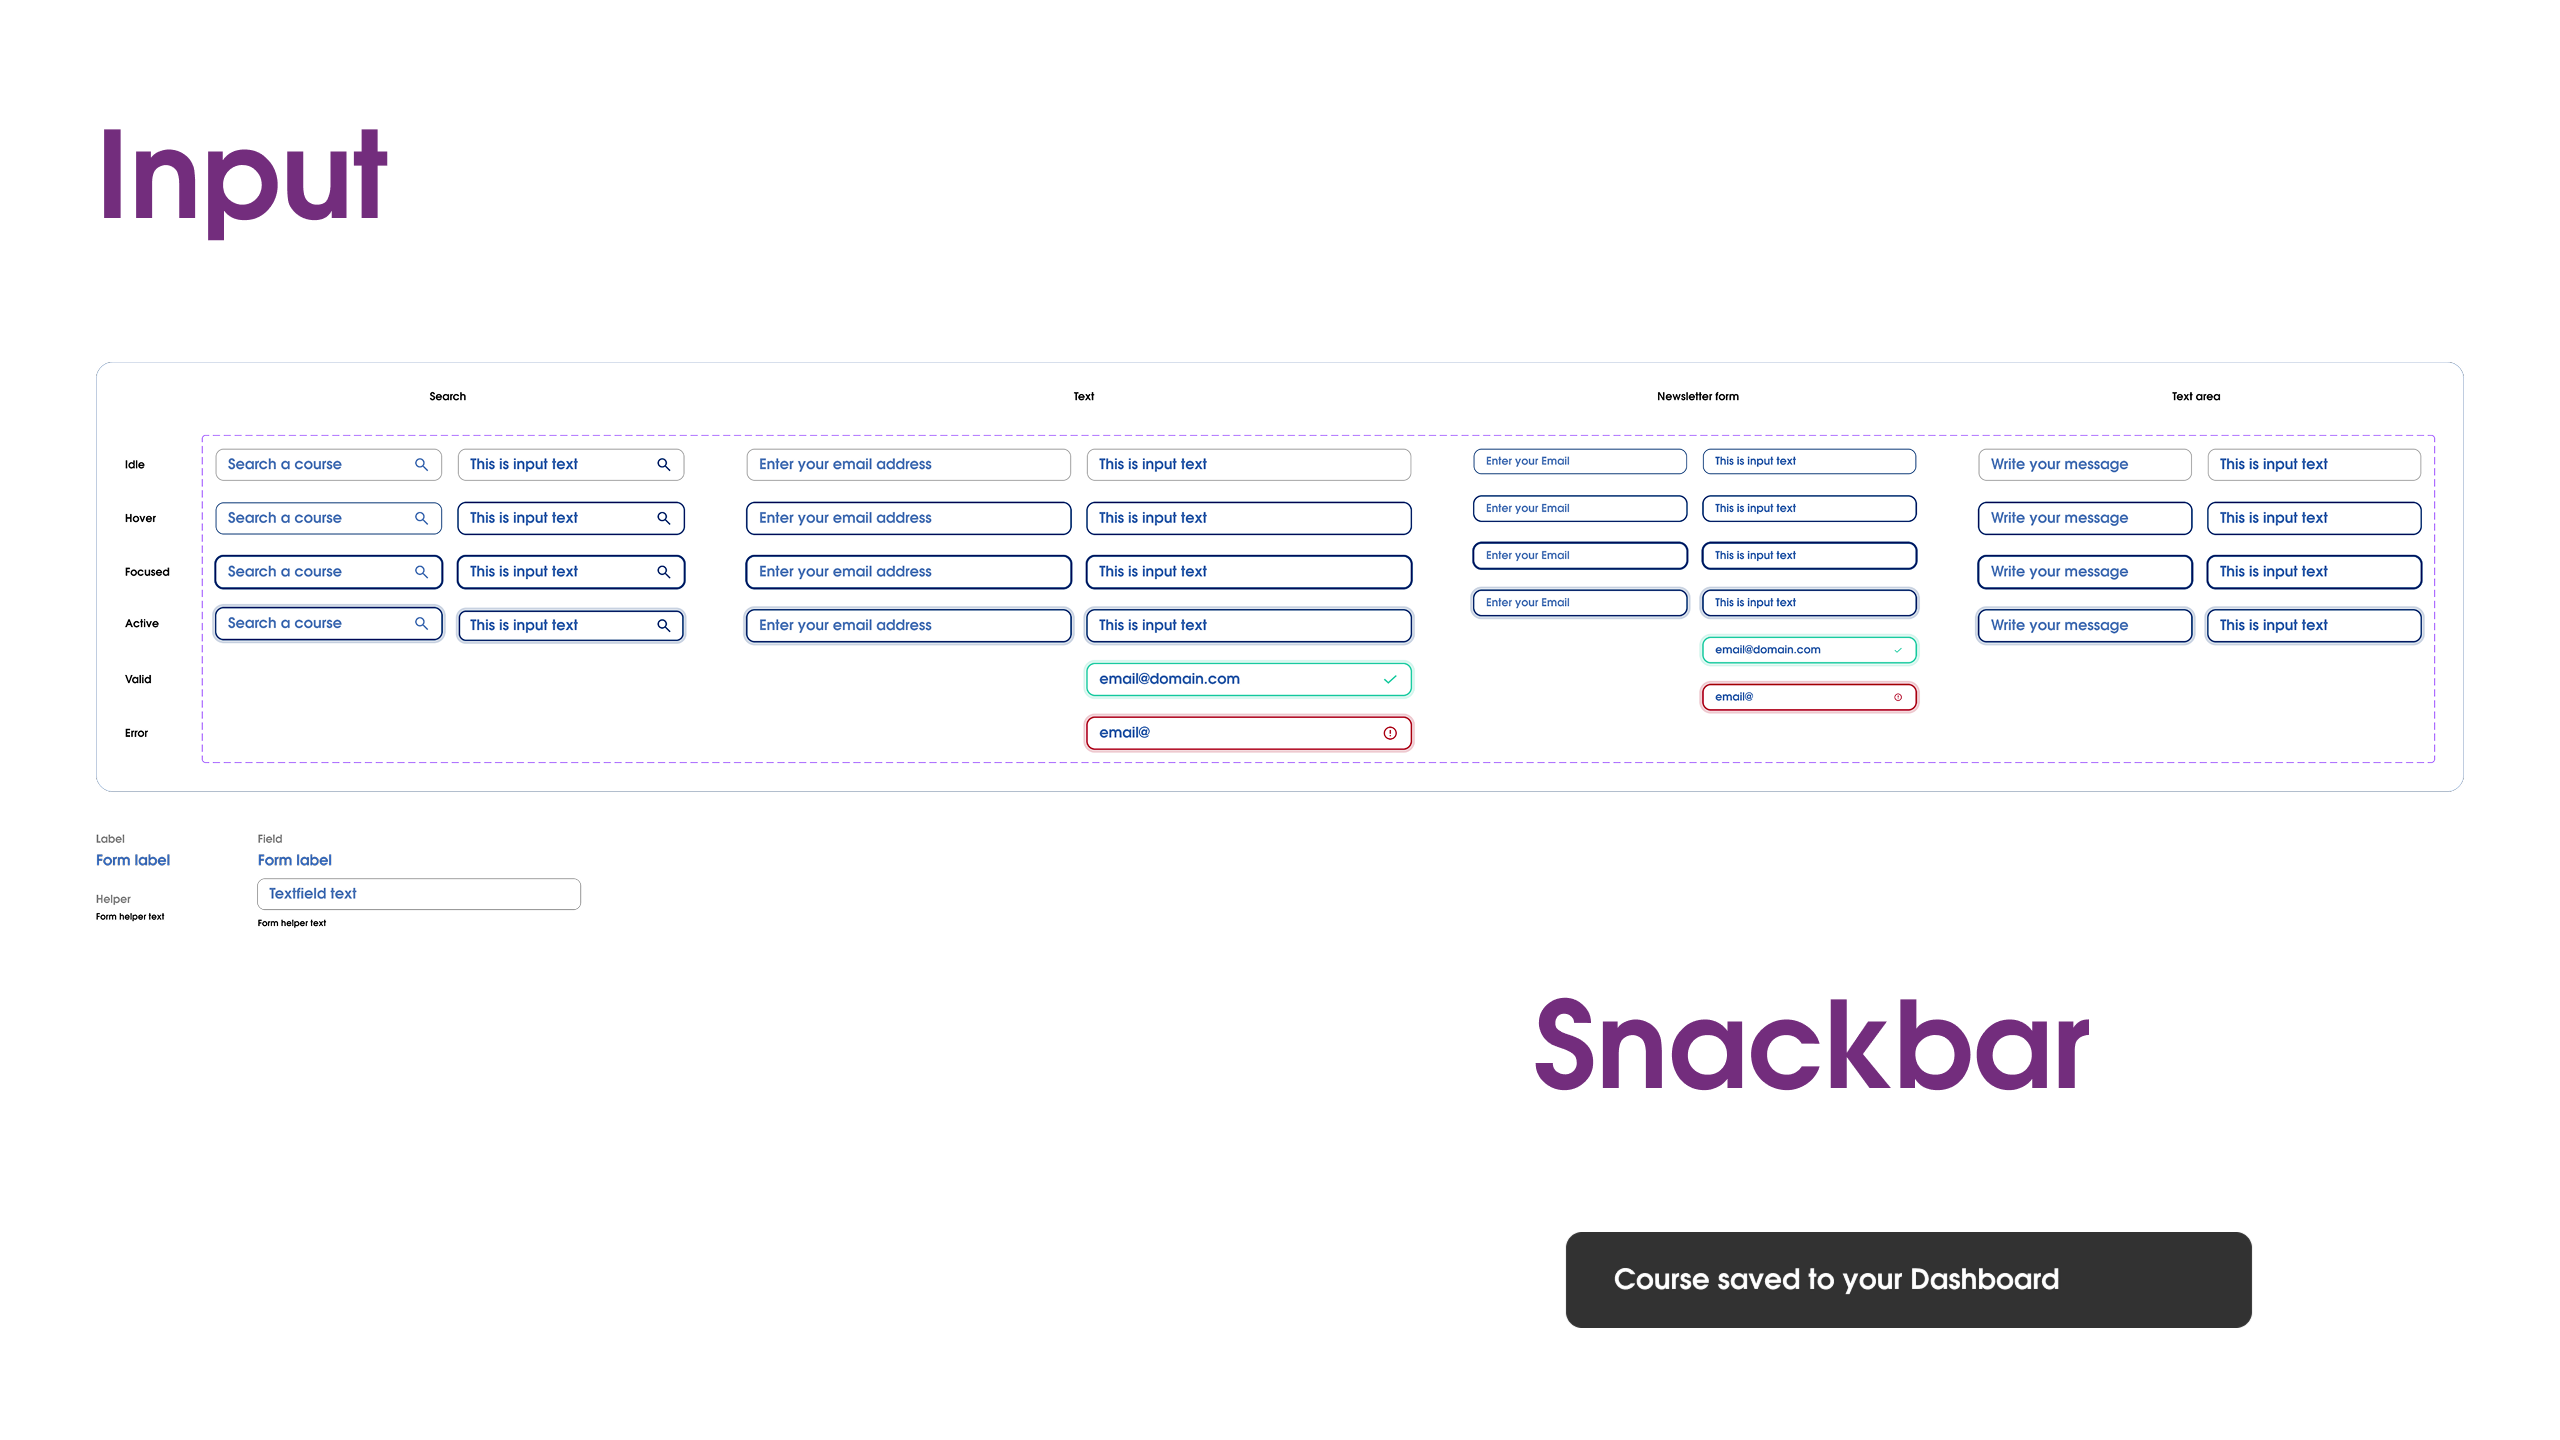 Input
Search Text Newsletter form Text area
Idle Search a course This is input text Enter your email address This is input text Enter your Email This is input text Write your message This is input text
Hover Search a course This is input text Enter your email address This is input text Enter your Email This is input text Write your message This is input text
Focused Search a course This is input text Enter your email address This is input text Enter your Email This is input text Write your message This is input text
Active Search a course This is input text Enter your email address This is input text Enter your Email This is input text Write your message This is input text
Valid email@domain.com email@domain.com
Error email@ email@
Label
Form label
Helper
Form helper text
Field
Form label
Textfield text
Form helper text
Snackbar
Course saved to your Dashboard